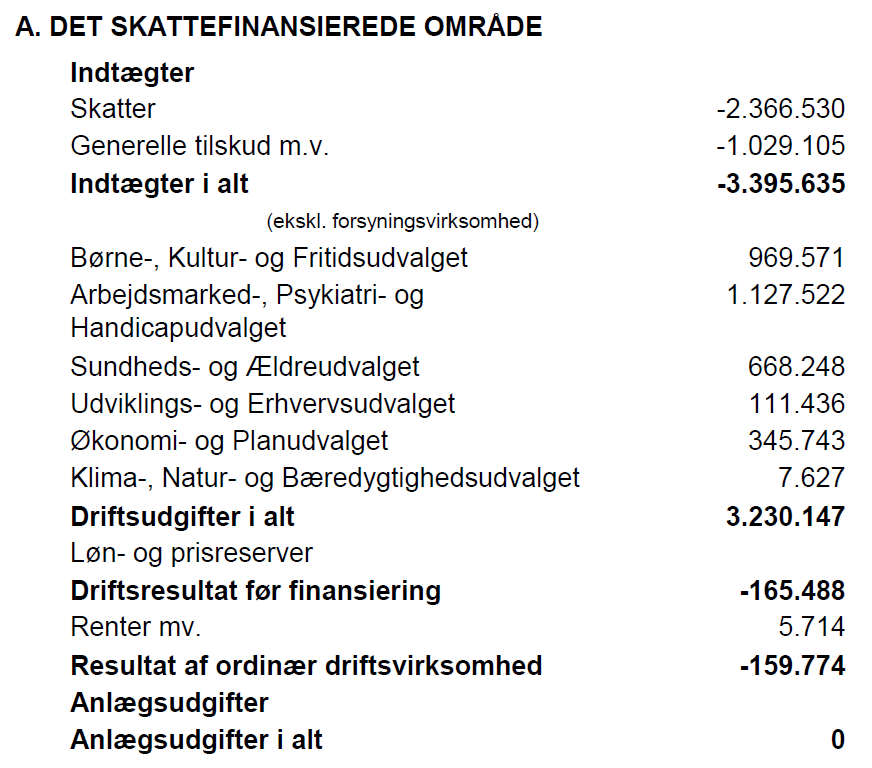 A. DET SKATTEFINANSIEREDE OMRÅDE
Indtægter
Skatter -2.366.530
Generelle tilskud m.v. -1.029.105
Indtægter i alt -3.395.635
(ekskl. forsyningsvirksomhed)
Børne-, Kultur- og Fritidsudvalget 969.571
Arbejdsmarked-, Psykiatri- og 1.127.522
Handicapudvalget
Sundheds- og Ældreudvalget 668.248
Udviklings- og Erhvervsudvalget 111.436
Økonomi- og Planudvalget 345.743
Klima-, Natur- og Bæredygtighedsudvalget 7.627
Driftsudgifter i alt 3.230.147
Løn- og prisreserver
Driftsresultat før finansiering -165.488
Renter mv. 5.714
Resultat af ordinær driftsvirksomhed -159.774
Anlægsudgifter
Anlægsudgifter i alt 0